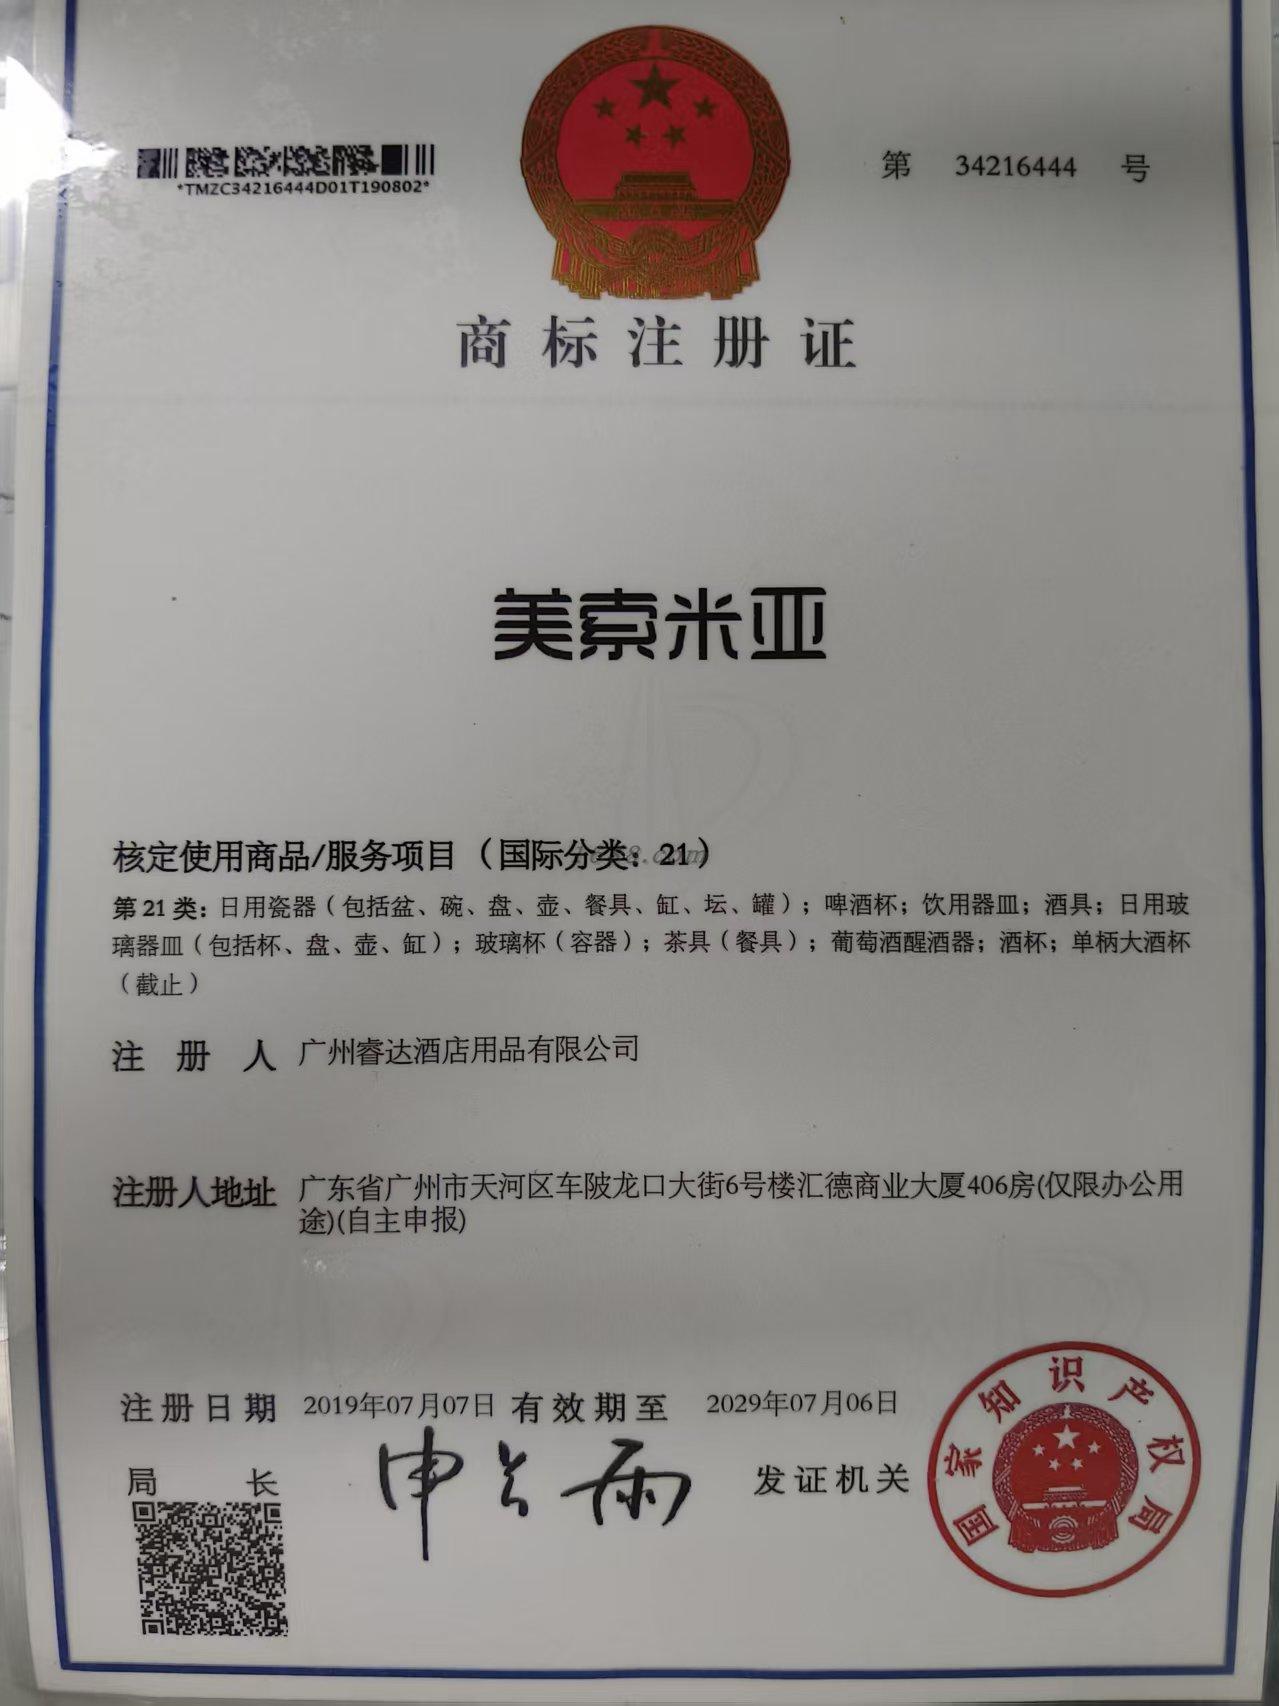 *TMZC34216444D01T190802*
第 34216444 号
商标注册证
美索米亚
核定使用商品/服务项目（国际分类：21）
第21类：日用瓷器（包括盆、碗、盘、壶、餐具、缸、坛、罐）；啤酒杯；饮用器皿；酒具；日用玻
璃器皿（包括杯、盘、壶、缸）；玻璃杯（容器）；茶具（餐具）；葡萄酒醒酒器；酒杯；单柄大酒杯
（截止）
注册人 广州睿达酒店用品有限公司
注册人地址 广东省广州市天河区车陂龙口大街6号楼汇德商业大厦406房(仅限办公用
途)(自主申报)
注册日期 2019年07月07日 有效期至 2029年07月06日
局长 申长雨 发证机关
国家知识产权局